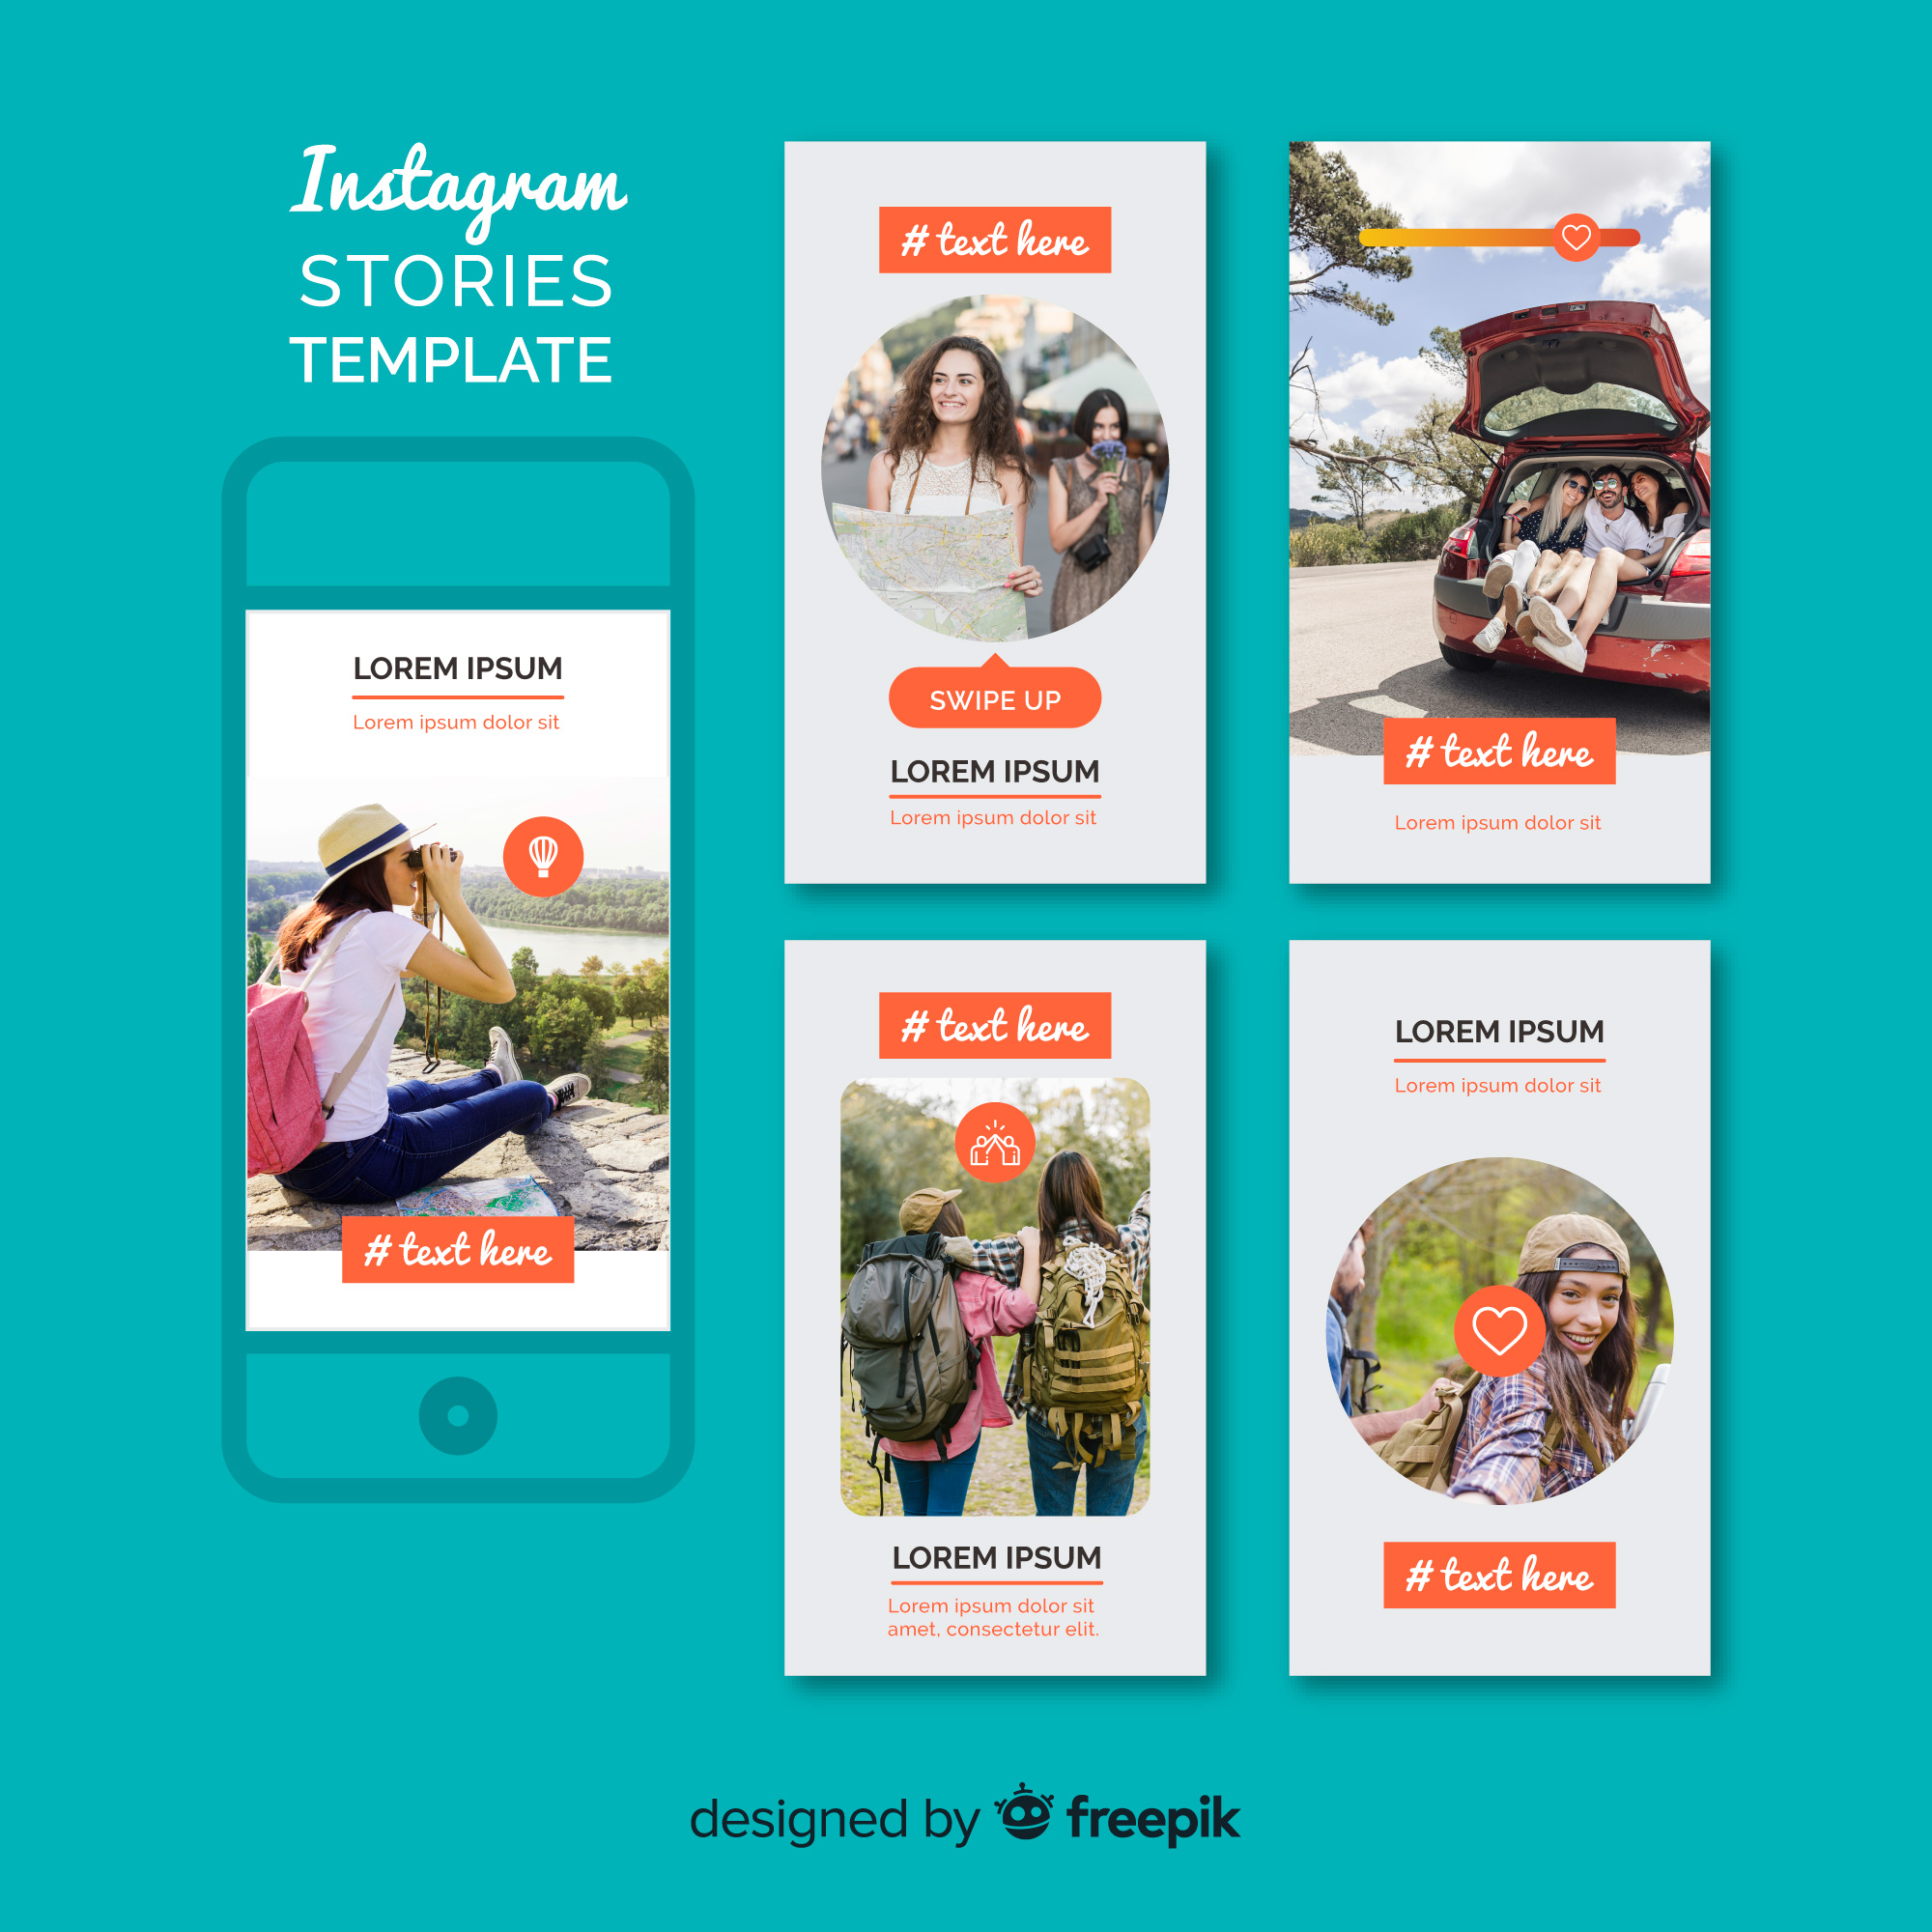 Instagram
STORIES
TEMPLATE
LOREM IPSUM
Lorem ipsum dolor sit
# text here
# text here
SWIPE UP
LOREM IPSUM
Lorem ipsum dolor sit
# text here
Lorem ipsum dolor sit
# text here
LOREM IPSUM
Lorem ipsum dolor sit
amet, consectetur elit.
LOREM IPSUM
Lorem ipsum dolor sit
# text here
designed by freepik